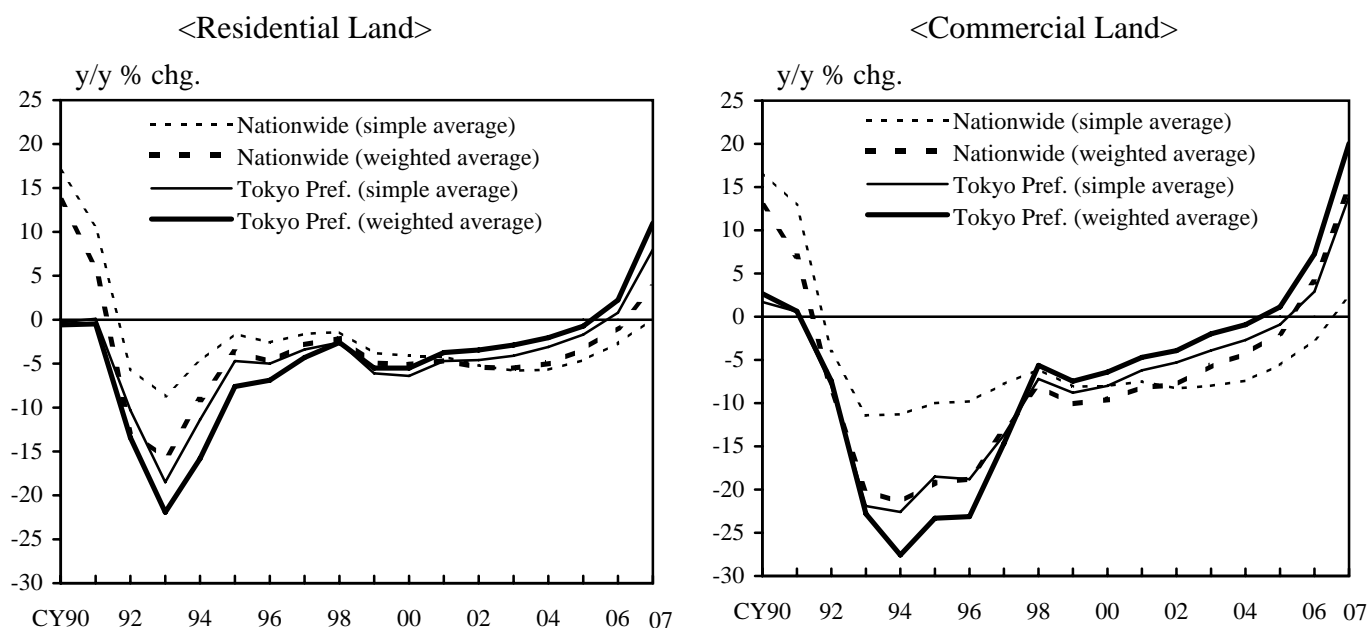 <Residential Land>
y/y % chg.
25
20
15
10
5
0
-5
-10
-15
-20
-25
-30
Nationwide (simple average)
Nationwide (weighted average)
Tokyo Pref. (simple average)
Tokyo Pref. (weighted average)
CY90 92 94 96 98 00 02 04 06 07
<Commercial Land>
y/y % chg.
25
20
15
10
5
0
-5
-10
-15
-20
-25
-30
Nationwide (simple average)
Nationwide (weighted average)
Tokyo Pref. (simple average)
Tokyo Pref. (weighted average)
CY90 92 94 96 98 00 02 04 06 07